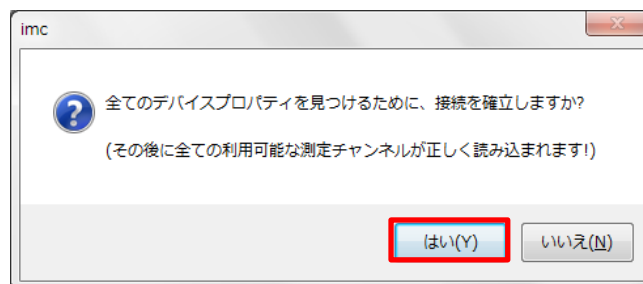 imc
全てのデバイスプロパティを見つけるために、接続を確立しますか?
(その後に全ての利用可能な測定チャンネルが正しく読み込まれます!)
はい(Y)
いいえ(N)